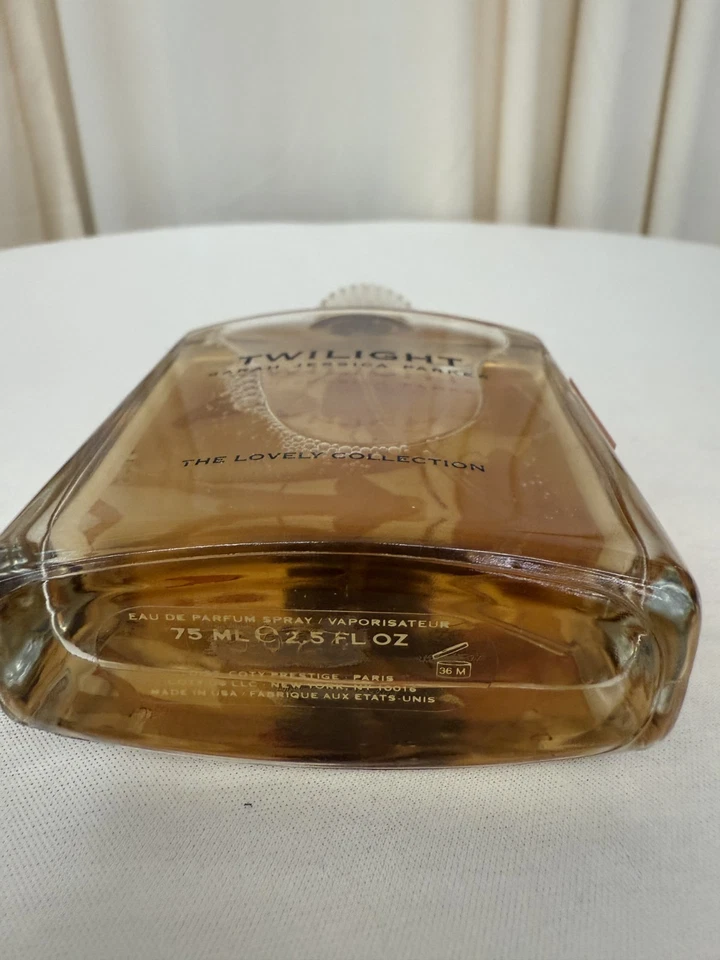 TWILIGHT
SARAH JESSICA PARKER
THE LOVELY COLLECTION
EAU DE PARFUM SPRAY / VAPORISATEUR
75 ML ℮ 2.5 FL OZ
COTY PRESTIGE · PARIS
LLC · NEW YORK, NY 10016
MADE IN USA · FABRIQUE AUX ETATS-UNIS
36 M